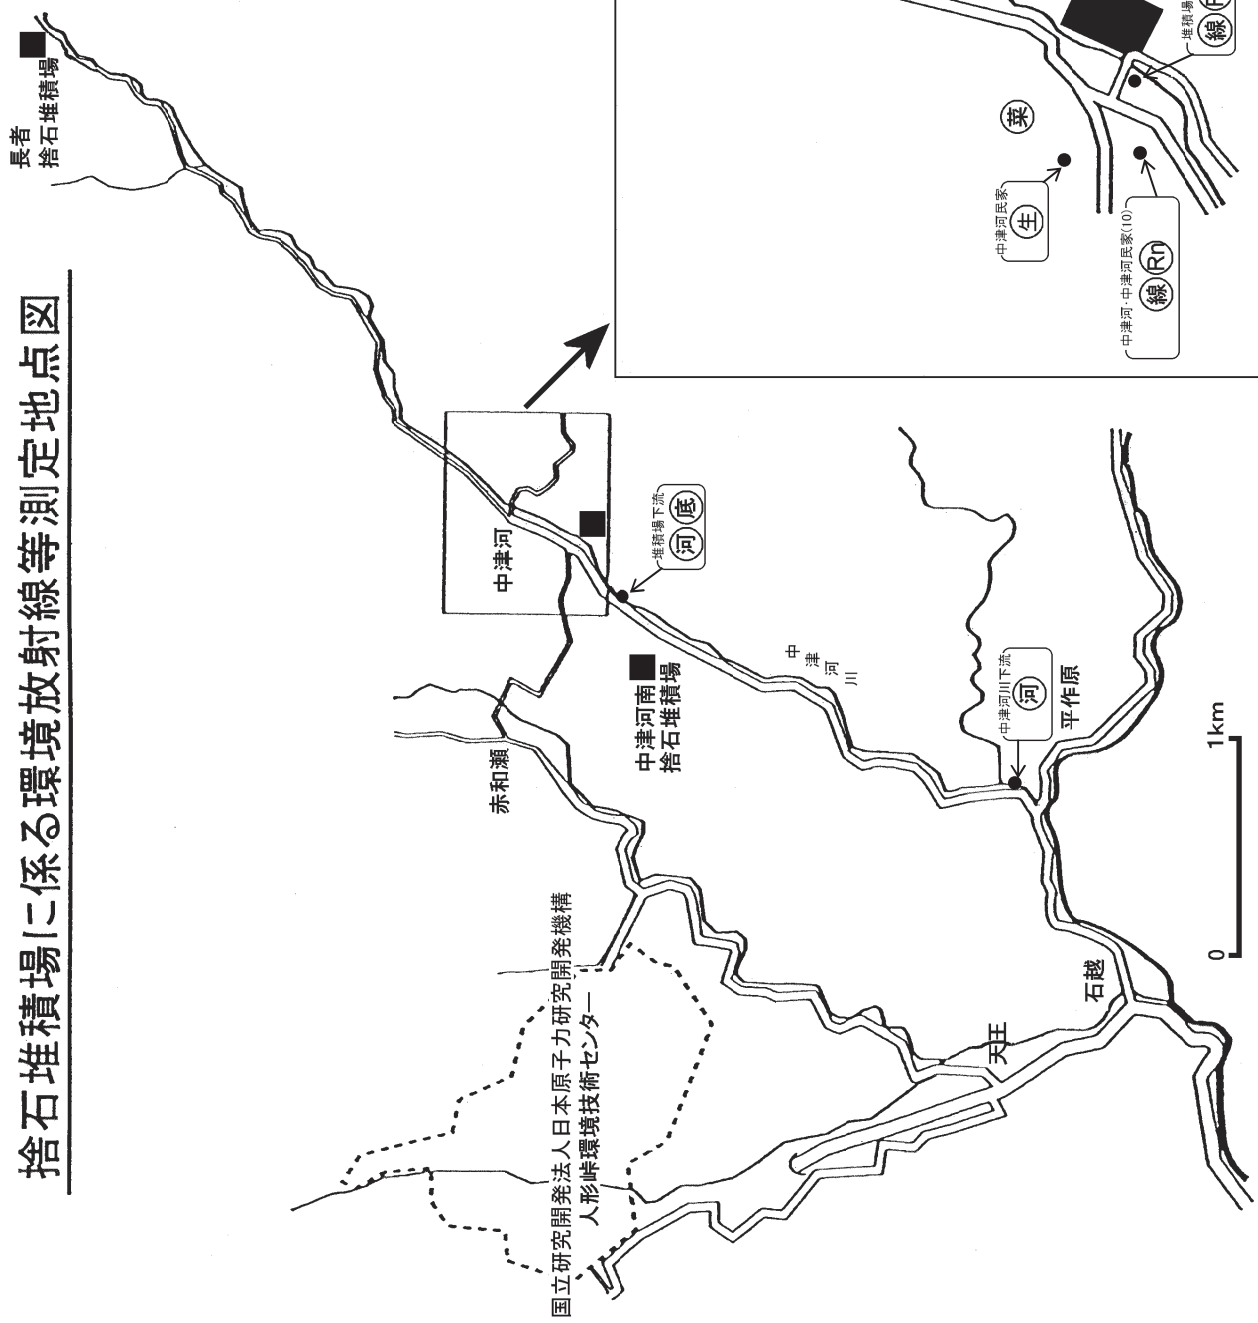 捨石堆積場に係る環境放射線等測定地点図
長者
捨石堆積場
中津河
堆積場下流
河 底
中津河南
捨石堆積場
赤和瀬
中
津
河
川
中津河川下流
河
平作原
国立研究開発法人日本原子力研究開発機構
人形峠環境技術センター
天王
石越
0
1km
菜
中津河民家
生
中津河・中津河民家(10)
線 Rn
堆積場
線